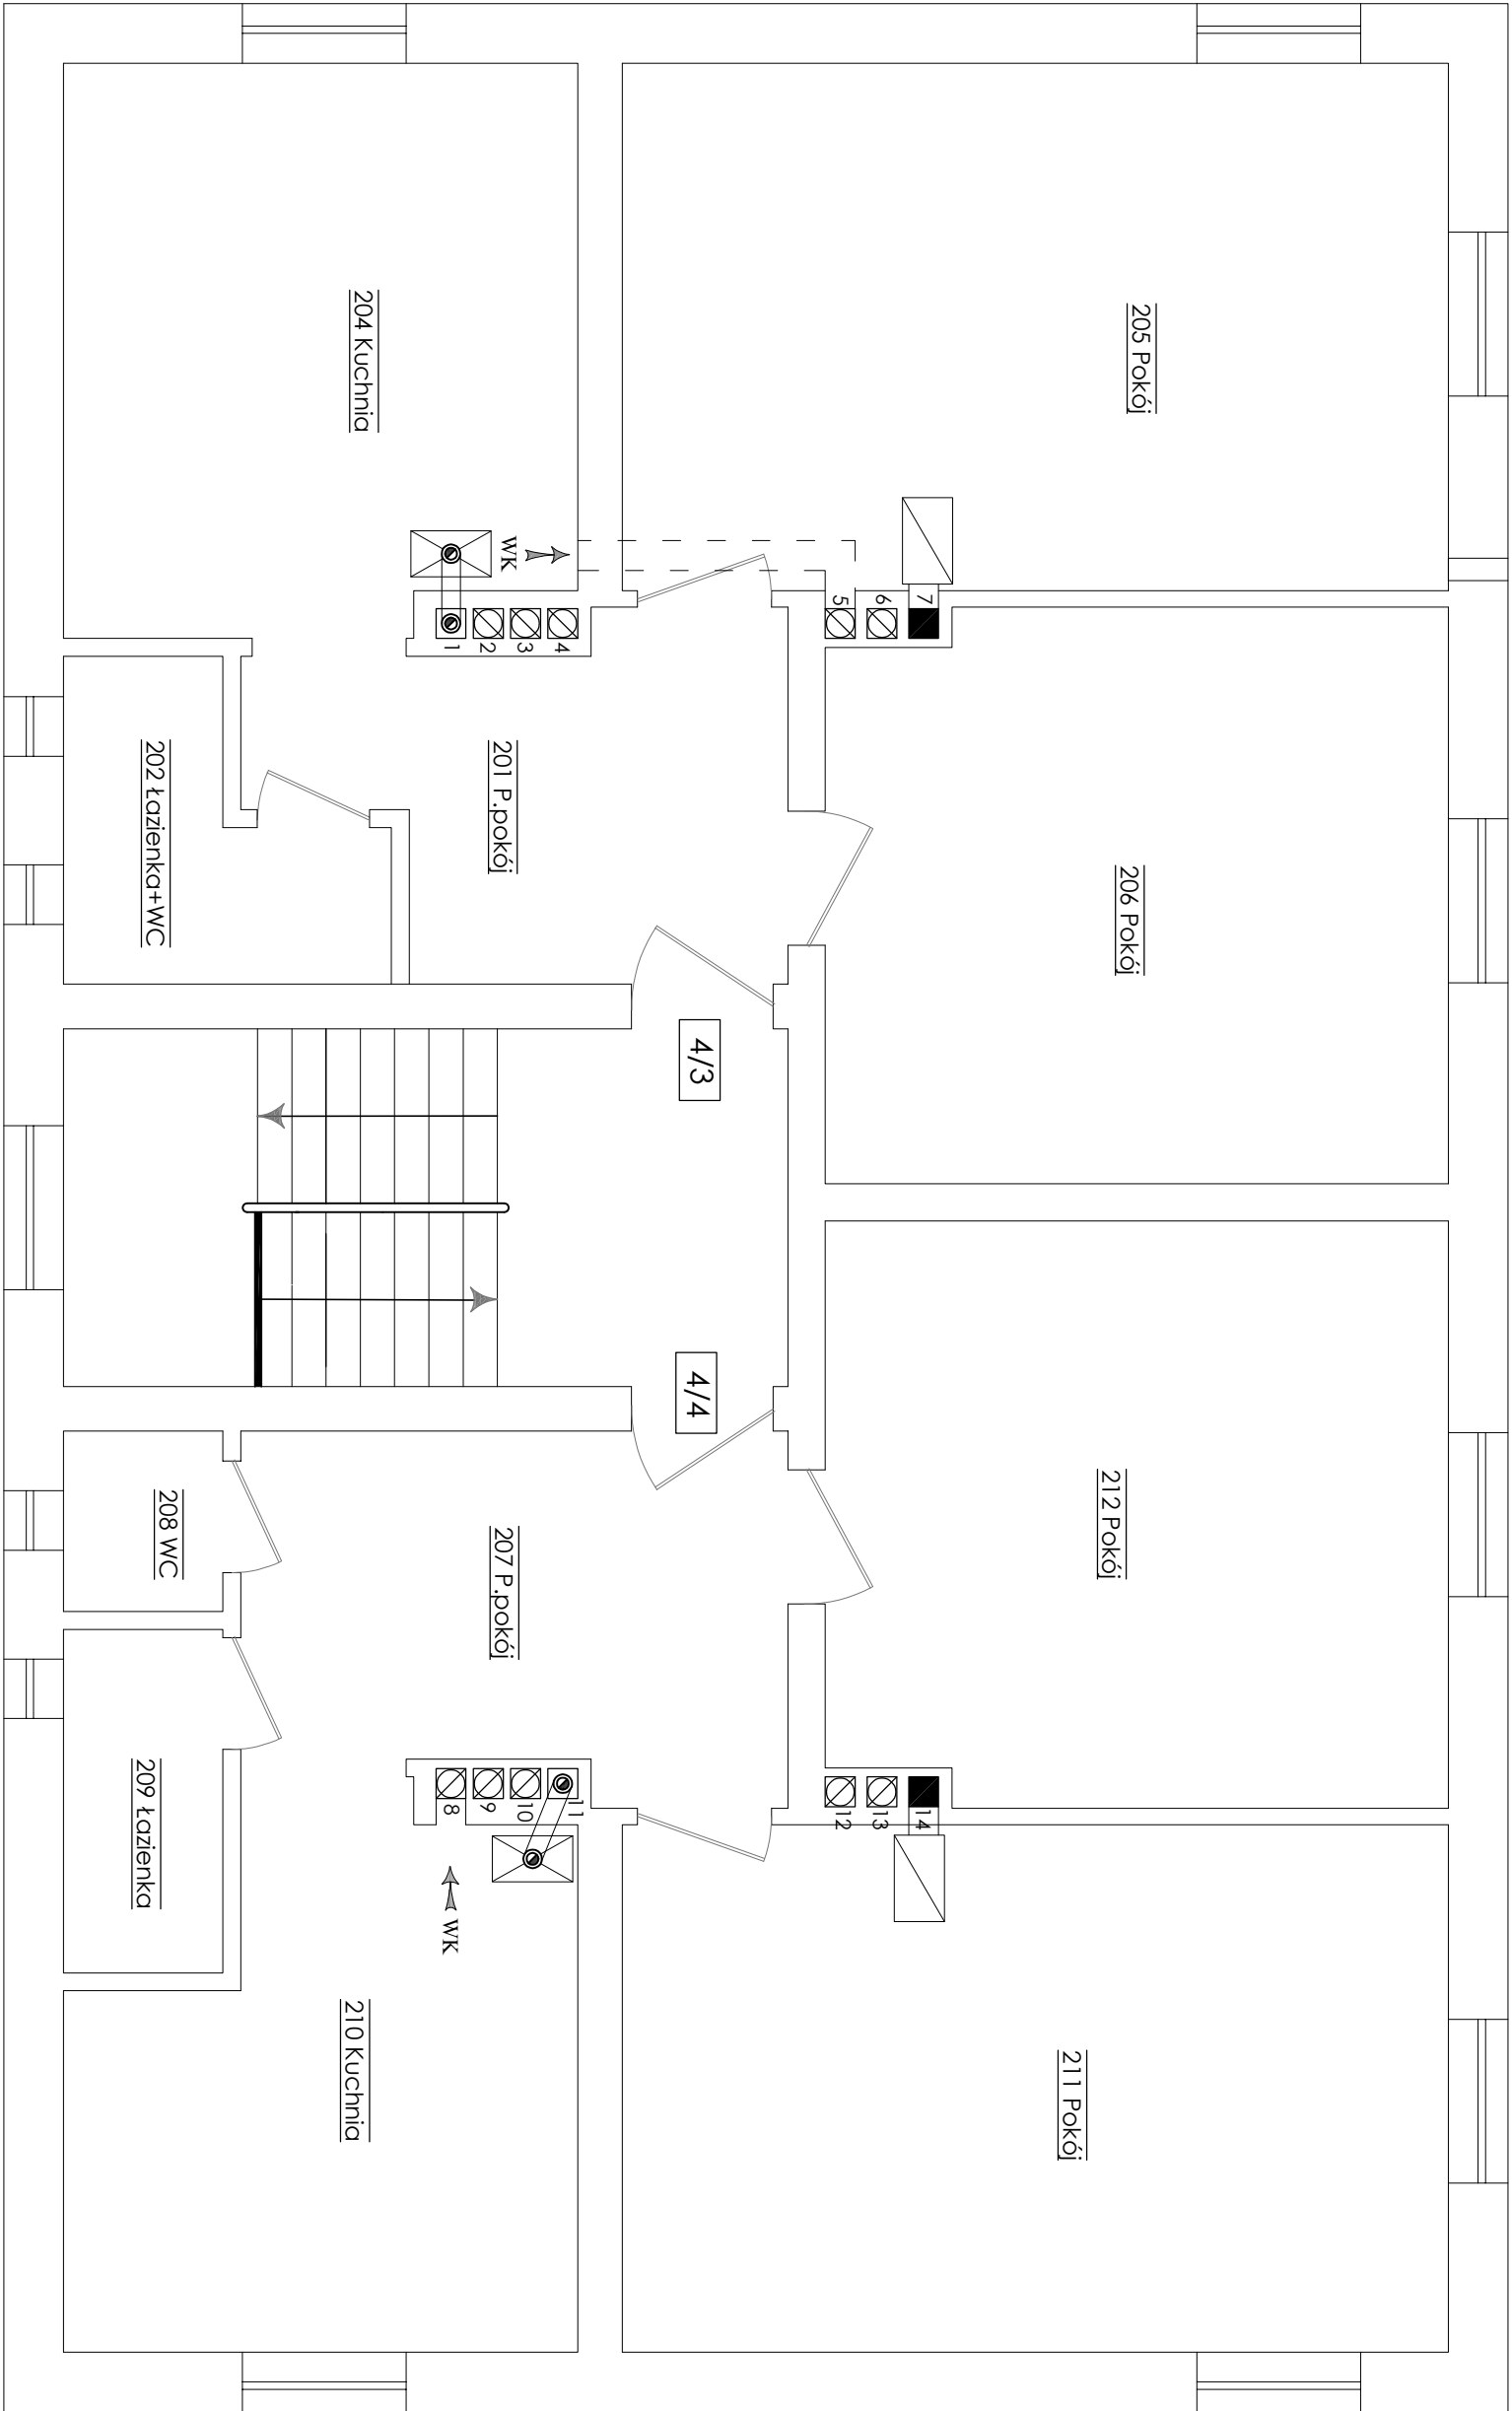 204 Kuchnia
205 Pokój
WK
1
2
3
4
5
6
7
202 Łazienka+WC
201 P.pokój
206 Pokój
4/3
4/4
208 WC
207 P.pokój
212 Pokój
209 Łazienka
8
9
10
11
12
13
14
WK
210 Kuchnia
211 Pokój